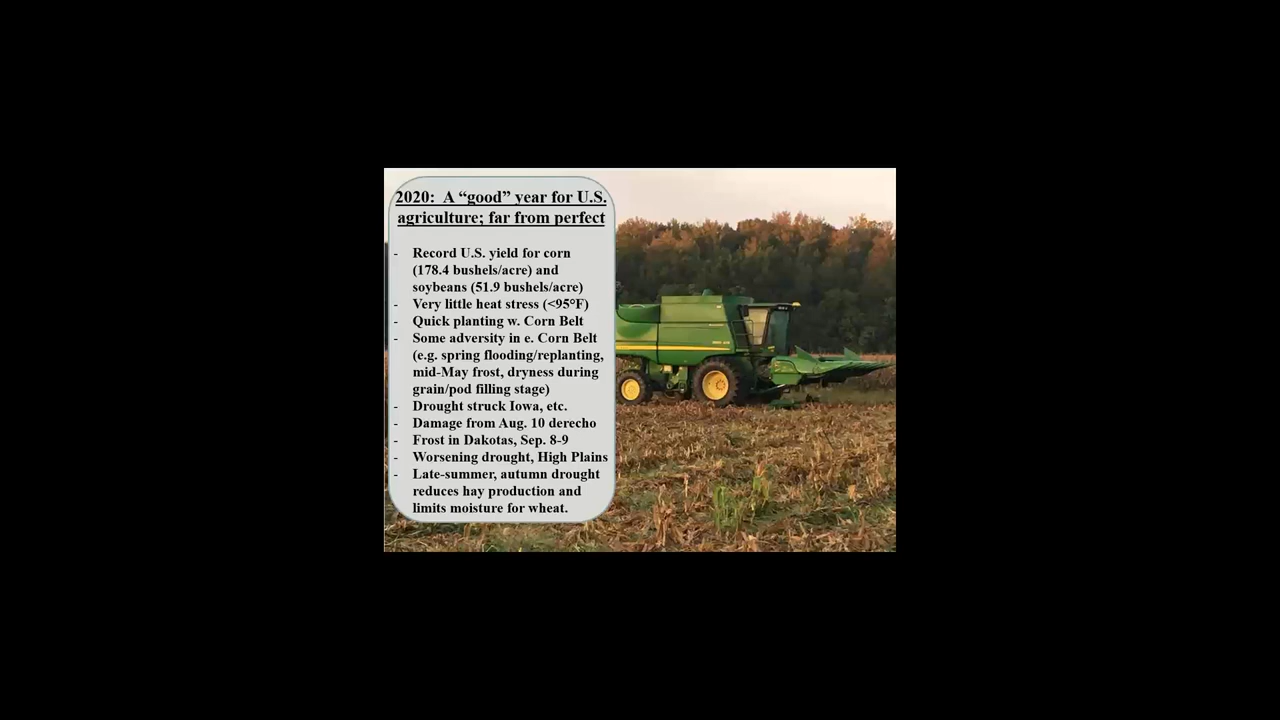 2020:  A “good” year for U.S.
agriculture; far from perfect
- Record U.S. yield for corn
(178.4 bushels/acre) and
soybeans (51.9 bushels/acre)
- Very little heat stress (<95°F)
- Quick planting w. Corn Belt
- Some adversity in e. Corn Belt
(e.g. spring flooding/replanting,
mid-May frost, dryness during
grain/pod filling stage)
- Drought struck Iowa, etc.
- Damage from Aug. 10 derecho
- Frost in Dakotas, Sep. 8-9
- Worsening drought, High Plains
- Late-summer, autumn drought
reduces hay production and
limits moisture for wheat.